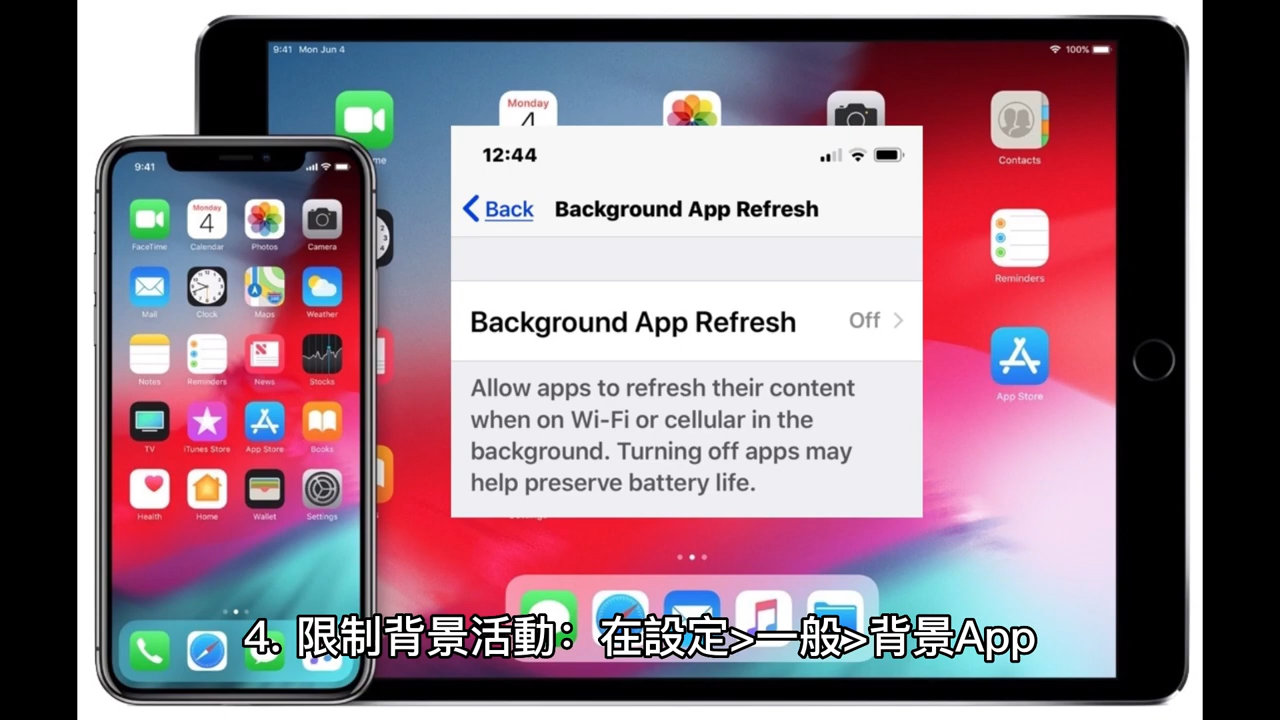 9:41 Mon Jun 4
100%
Monday
4
Contacts
Reminders
App Store
9:41
Monday
4
FaceTime
Calendar
Photos
Camera
Mail
Clock
Maps
Weather
Notes
Reminders
News
Stocks
TV
iTunes Store
App Store
Books
Health
Home
Wallet
Settings
12:44
Back
Background App Refresh
Background App Refresh
Off
Allow apps to refresh their content
when on Wi-Fi or cellular in the
background. Turning off apps may
help preserve battery life.
4. 限制背景活動：在設定>一般>背景App